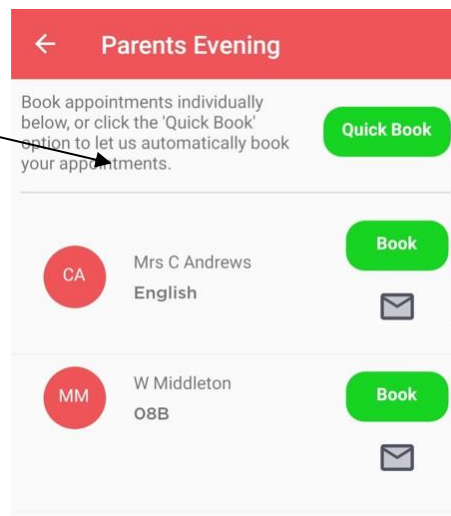 Parents Evening
Book appointments individually
below, or click the 'Quick Book'
option to let us automatically book
your appointments.
Quick Book
CA
Mrs C Andrews
English
Book
MM
W Middleton
08B
Book